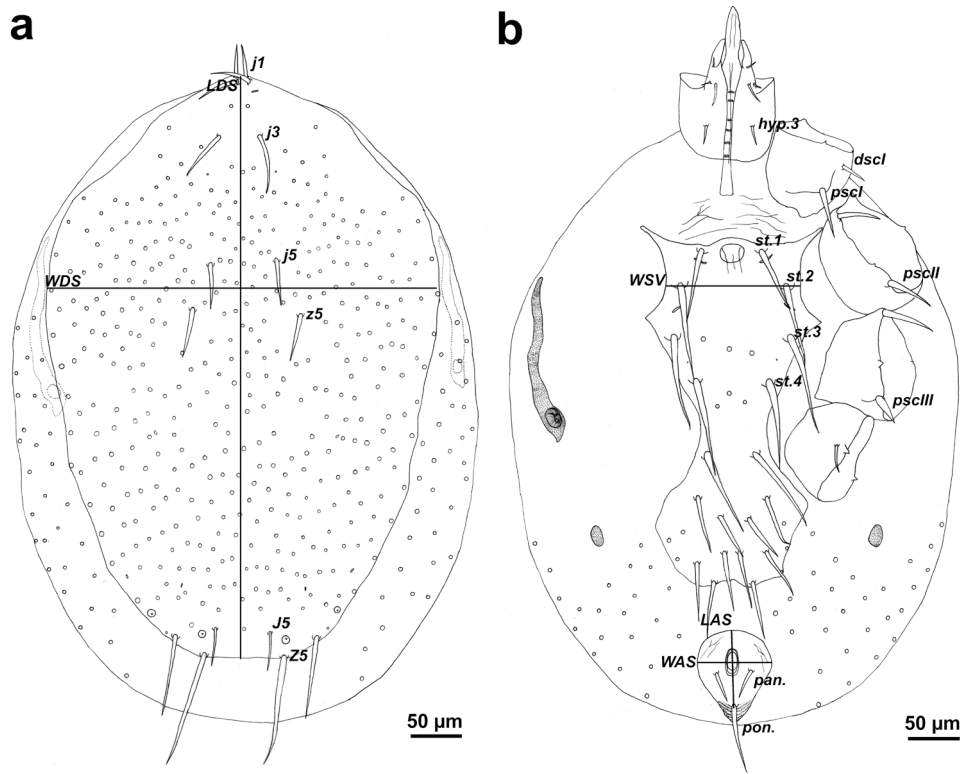 a
j1
LDS
j3
j5
WDS
z5
J5
Z5
50 µm
b
hyp.3
dscI
pscI
st.1
pscII
WSV
st.2
st.3
st.4
pscIII
LAS
WAS
pan.
pon.
50 µm